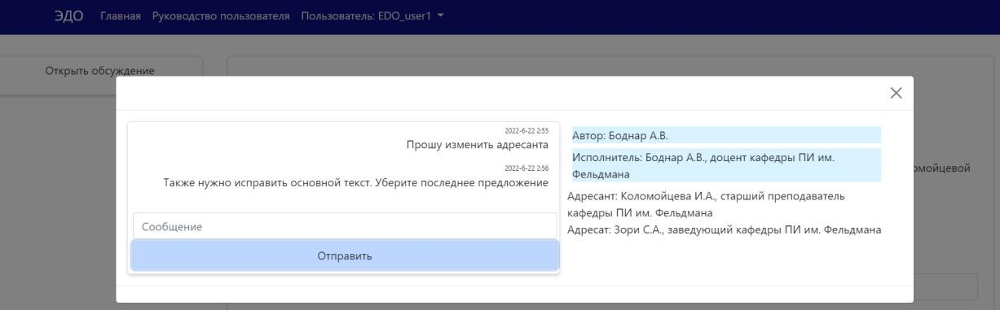 ЭДО Главная Руководство пользователя Пользователь: EDO_user1
Открыть обсуждение
2022-6-22 2:55
Прошу изменить адресанта
2022-6-22 2:56
Также нужно исправить основной текст. Уберите последнее предложение
Сообщение
Отправить
Автор: Боднар А.В.
Исполнитель: Боднар А.В., доцент кафедры ПИ им.
Фельдмана
Адресант: Коломойцева И.А., старший преподаватель
кафедры ПИ им. Фельдмана
Адресат: Зори С.А., заведующий кафедры ПИ им. Фельдмана